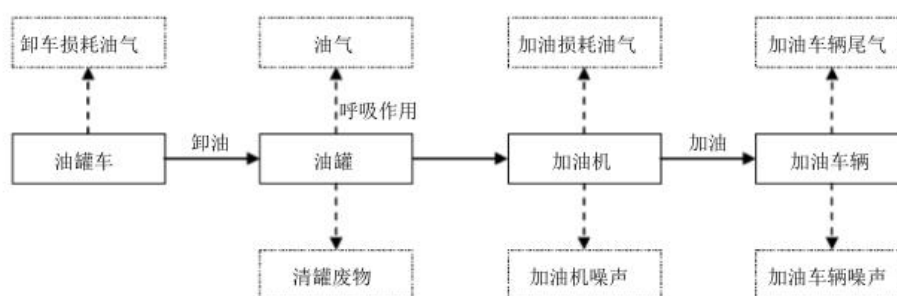 卸车损耗油气
油气
加油损耗油气
加油车辆尾气
呼吸作用
油罐车
卸油
油罐
加油机
加油
加油车辆
清罐废物
加油机噪声
加油车辆噪声